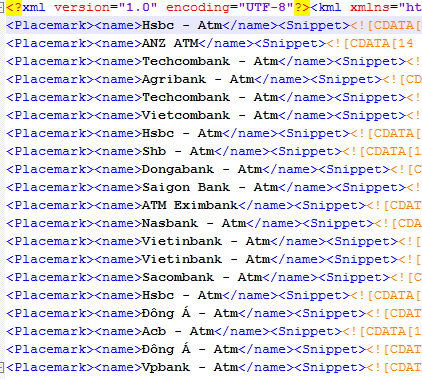 <?xml version="1.0" encoding="UTF-8"?><kml xmlns="ht
<Placemark><name>Hsbc - Atm</name><Snippet><![CDATA[
<Placemark><name>ANZ ATM</name><Snippet><![CDATA[14
<Placemark><name>Techcombank - Atm</name><Snippet><!
<Placemark><name>Agribank - Atm</name><Snippet><![CD
<Placemark><name>Techcombank - Atm</name><Snippet><!
<Placemark><name>Vietcombank - Atm</name><Snippet><!
<Placemark><name>Hsbc - Atm</name><Snippet><![CDATA[
<Placemark><name>Shb - Atm</name><Snippet><![CDATA[1
<Placemark><name>Dongabank - Atm</name><Snippet><![C
<Placemark><name>Saigon Bank - Atm</name><Snippet><!
<Placemark><name>ATM Eximbank</name><Snippet><![CDAT
<Placemark><name>Nasbank - Atm</name><Snippet><![CDA
<Placemark><name>Vietinbank - Atm</name><Snippet><![
<Placemark><name>Vietinbank - Atm</name><Snippet><![
<Placemark><name>Sacombank - Atm</name><Snippet><![C
<Placemark><name>Hsbc - Atm</name><Snippet><![CDATA[
<Placemark><name>Đông Á - Atm</name><Snippet><![CDAT
<Placemark><name>Acb - Atm</name><Snippet><![CDATA[1
<Placemark><name>Đông Á - Atm</name><Snippet><![CDAT
<Placemark><name>Vpbank - Atm</name><Snippet><![CDAT